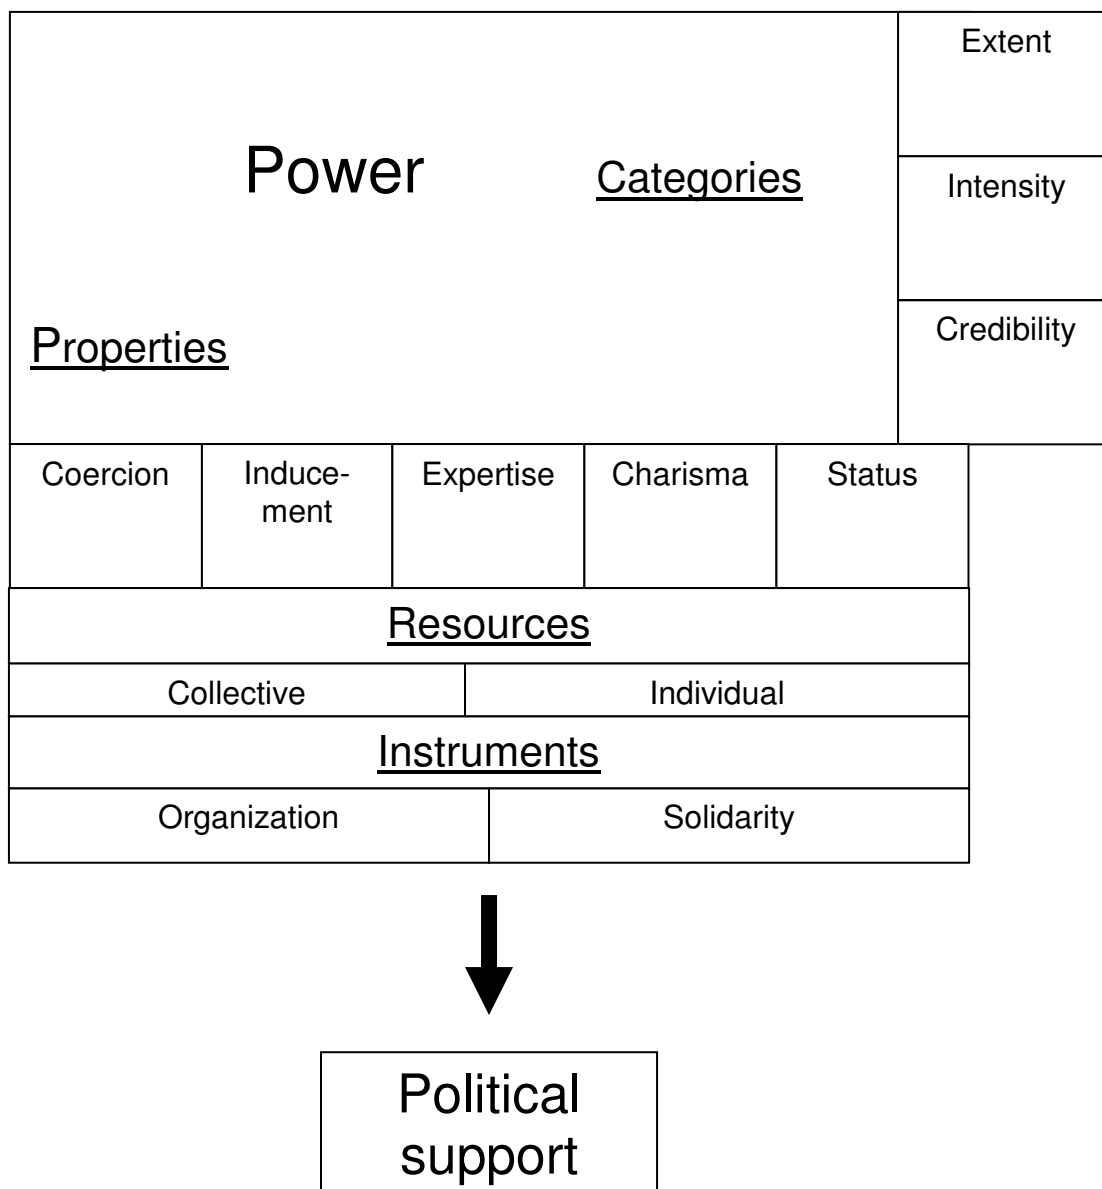 Extent
Power
Categories
Intensity
Properties
Credibility
Coercion
Induce-
ment
Expertise
Charisma
Status
Resources
Collective
Individual
Instruments
Organization
Solidarity
Political
support